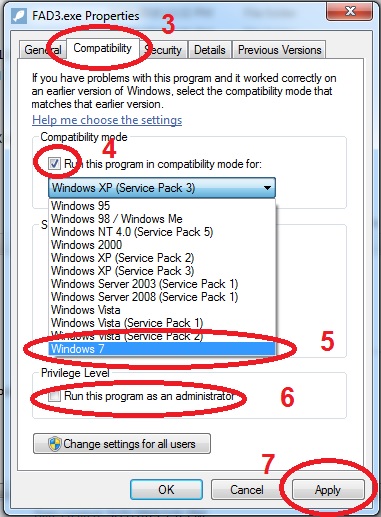 FAD3.exe Properties
3
General Compatibility Security Details Previous Versions
If you have problems with this program and it worked correctly on
an earlier version of Windows, select the compatibility mode that
matches that earlier version.
Help me choose the settings
Compatibility mode
4
Run this program in compatibility mode for:
Windows XP (Service Pack 3)
Windows 95
Windows 98 / Windows Me
Windows NT 4.0 (Service Pack 5)
Windows 2000
Windows XP (Service Pack 2)
Windows XP (Service Pack 3)
Windows Server 2003 (Service Pack 1)
Windows Server 2008 (Service Pack 1)
Windows Vista
Windows Vista (Service Pack 1)
Windows Vista (Service Pack 2)
Windows 7
5
Privilege Level
Run this program as an administrator
6
Change settings for all users
7
OK Cancel Apply